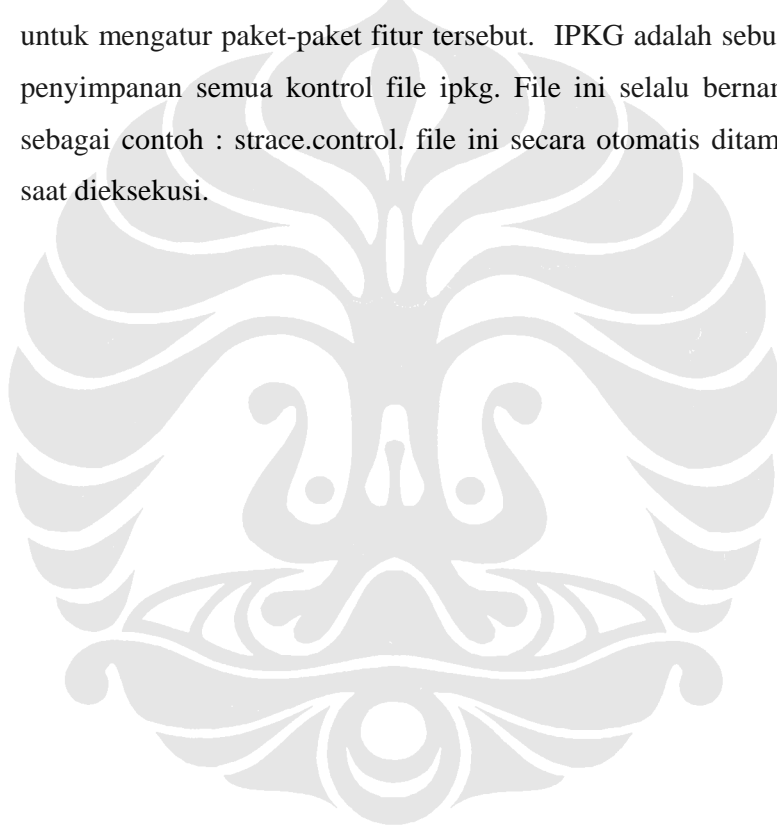 untuk mengatur paket-paket fitur tersebut. IPKG adalah sebu
penyimpanan semua kontrol file ipkg. File ini selalu bernar
sebagai contoh : strace.control. file ini secara otomatis ditam
saat dieksekusi.